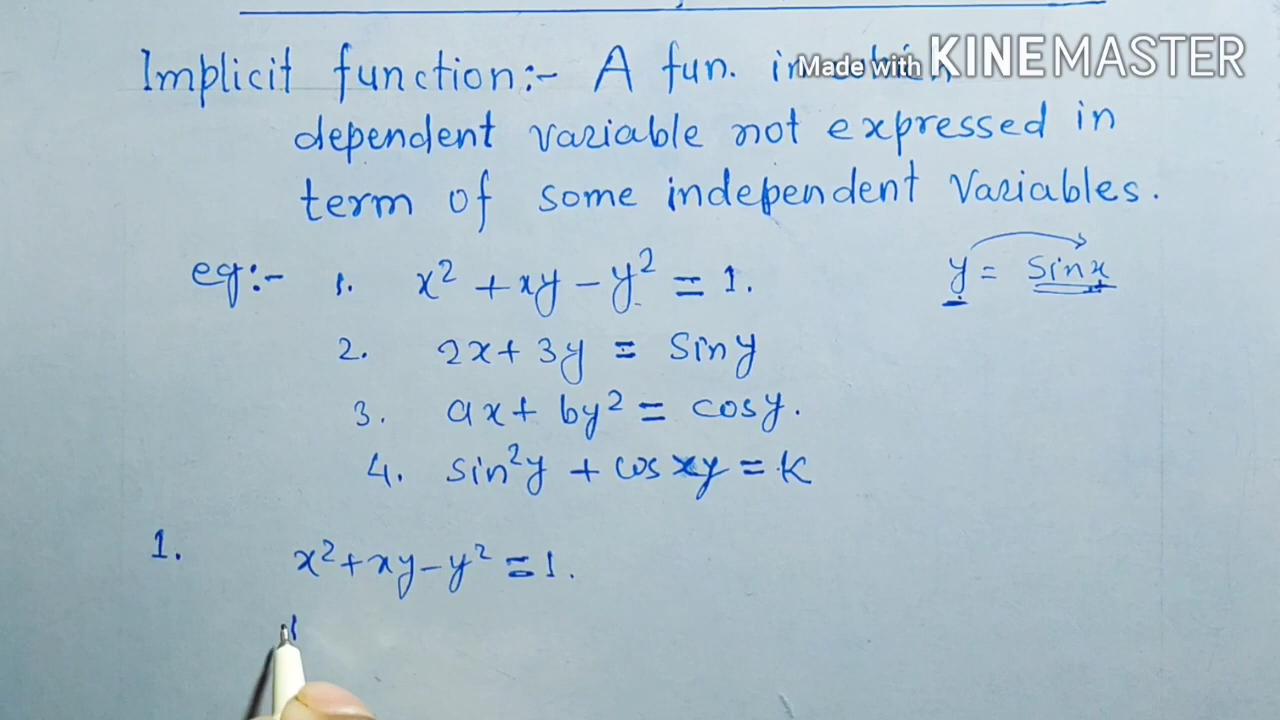 Implicit function:- A fun. in
Made with KINEMASTER
dependent variable not expressed in
term of some independent variables.
eg:- 1. x² + xy - y² = 1.
y = sinx
2. 2x + 3y = siny
3. ax + by² = cosy.
4. sin²y + cos xy = k
1. x² + xy - y² = 1.